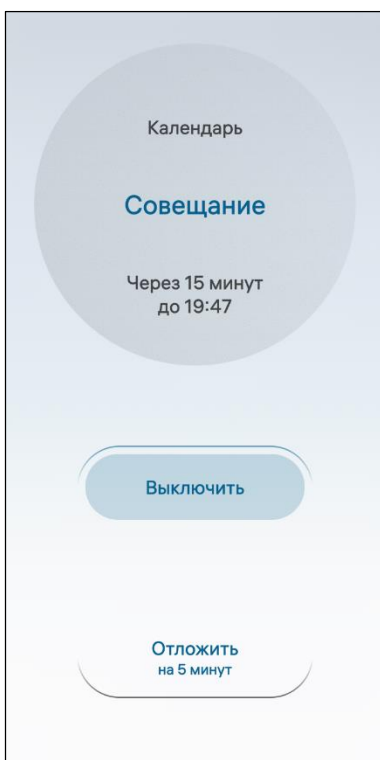 Календарь
Совещание
Через 15 минут
до 19:47
Выключить
Отложить
на 5 минут